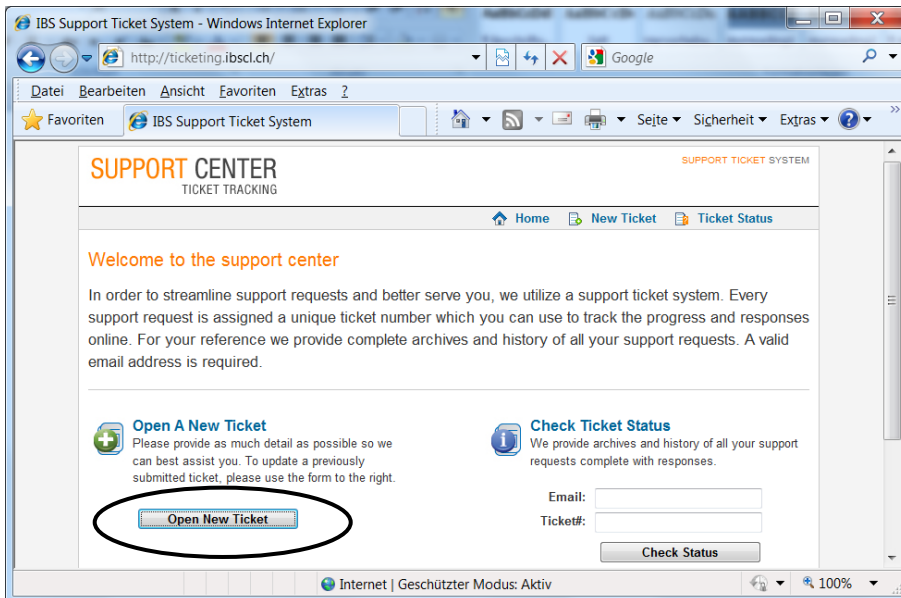 IBS Support Ticket System - Windows Internet Explorer
http://ticketing.ibscl.ch/
Google
Datei Bearbeiten Ansicht Favoriten Extras ?
Favoriten IBS Support Ticket System Seite Sicherheit Extras
SUPPORT CENTER
TICKET TRACKING
SUPPORT TICKET SYSTEM
Home New Ticket Ticket Status
Welcome to the support center
In order to streamline support requests and better serve you, we utilize a support ticket system. Every
support request is assigned a unique ticket number which you can use to track the progress and responses
online. For your reference we provide complete archives and history of all your support requests. A valid
email address is required.
Open A New Ticket
Please provide as much detail as possible so we
can best assist you. To update a previously
submitted ticket, please use the form to the right.
Open New Ticket
Check Ticket Status
We provide archives and history of all your support
requests complete with responses.
Email:
Ticket#:
Check Status
Internet | Geschützter Modus: Aktiv 100%